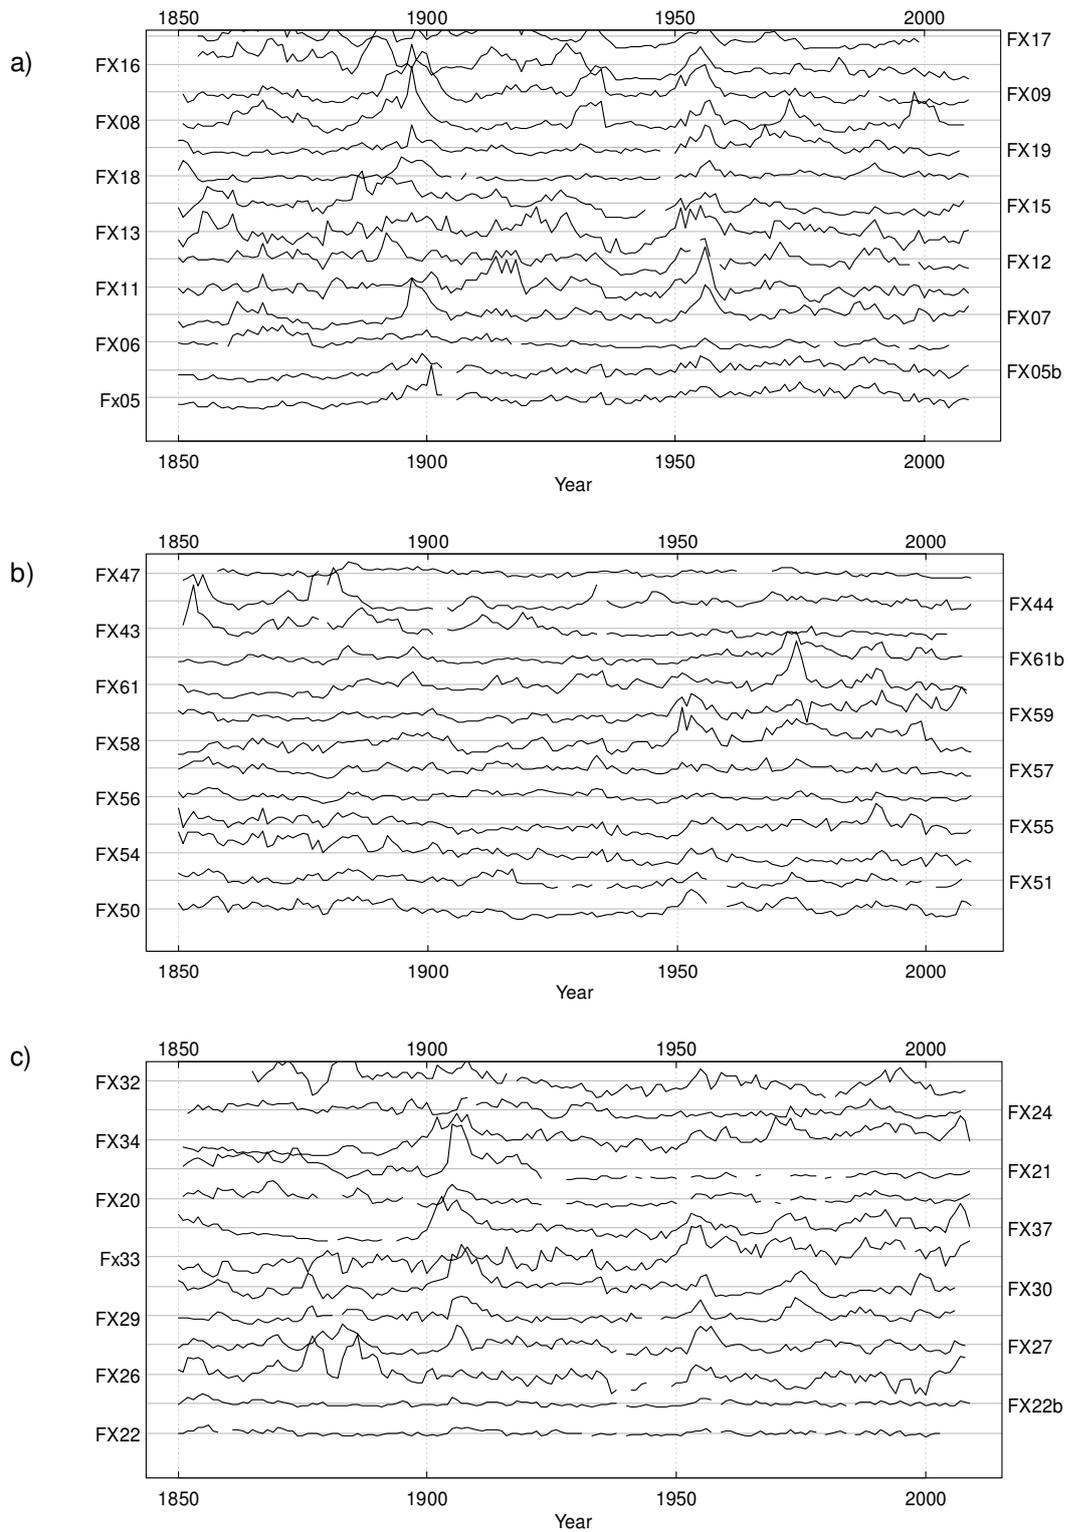 1850 1900 1950 2000
a)
FX17
FX16
FX09
FX08
FX19
FX18
FX15
FX13
FX12
FX11
FX07
FX06
FX05b
Fx05
1850 1900 1950 2000
Year
1850 1900 1950 2000
b)
FX47
FX44
FX43
FX61b
FX61
FX59
FX58
FX57
FX56
FX55
FX54
FX51
FX50
1850 1900 1950 2000
Year
1850 1900 1950 2000
c)
FX32
FX24
FX34
FX21
FX20
FX37
Fx33
FX30
FX29
FX27
FX26
FX22b
FX22
1850 1900 1950 2000
Year